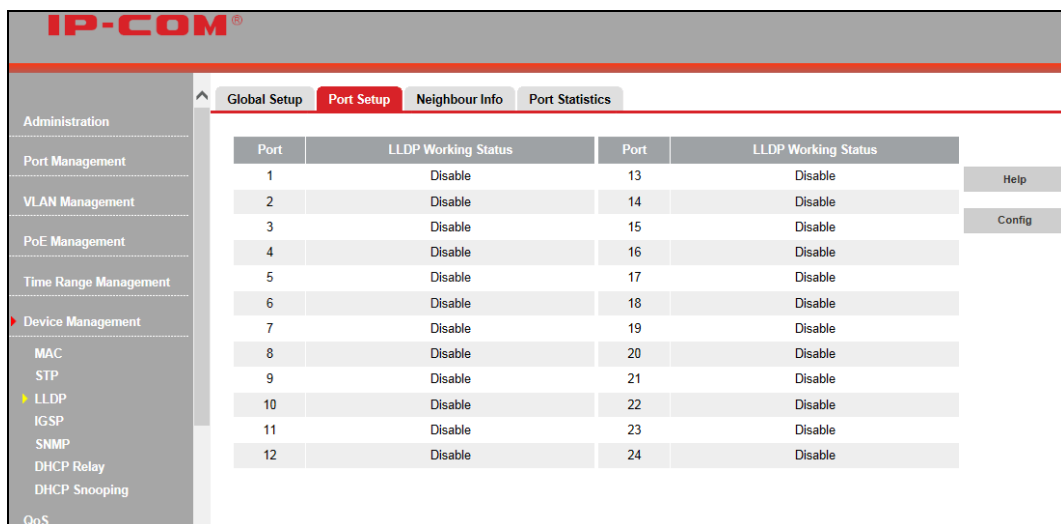 IP-COM®
Global Setup Port Setup Neighbour Info Port Statistics
Administration
Port Management
VLAN Management
PoE Management
Time Range Management
Device Management
MAC
STP
LLDP
IGSP
SNMP
DHCP Relay
DHCP Snooping
QoS
Port LLDP Working Status Port LLDP Working Status
1 Disable 13 Disable
2 Disable 14 Disable
3 Disable 15 Disable
4 Disable 16 Disable
5 Disable 17 Disable
6 Disable 18 Disable
7 Disable 19 Disable
8 Disable 20 Disable
9 Disable 21 Disable
10 Disable 22 Disable
11 Disable 23 Disable
12 Disable 24 Disable
Help
Config